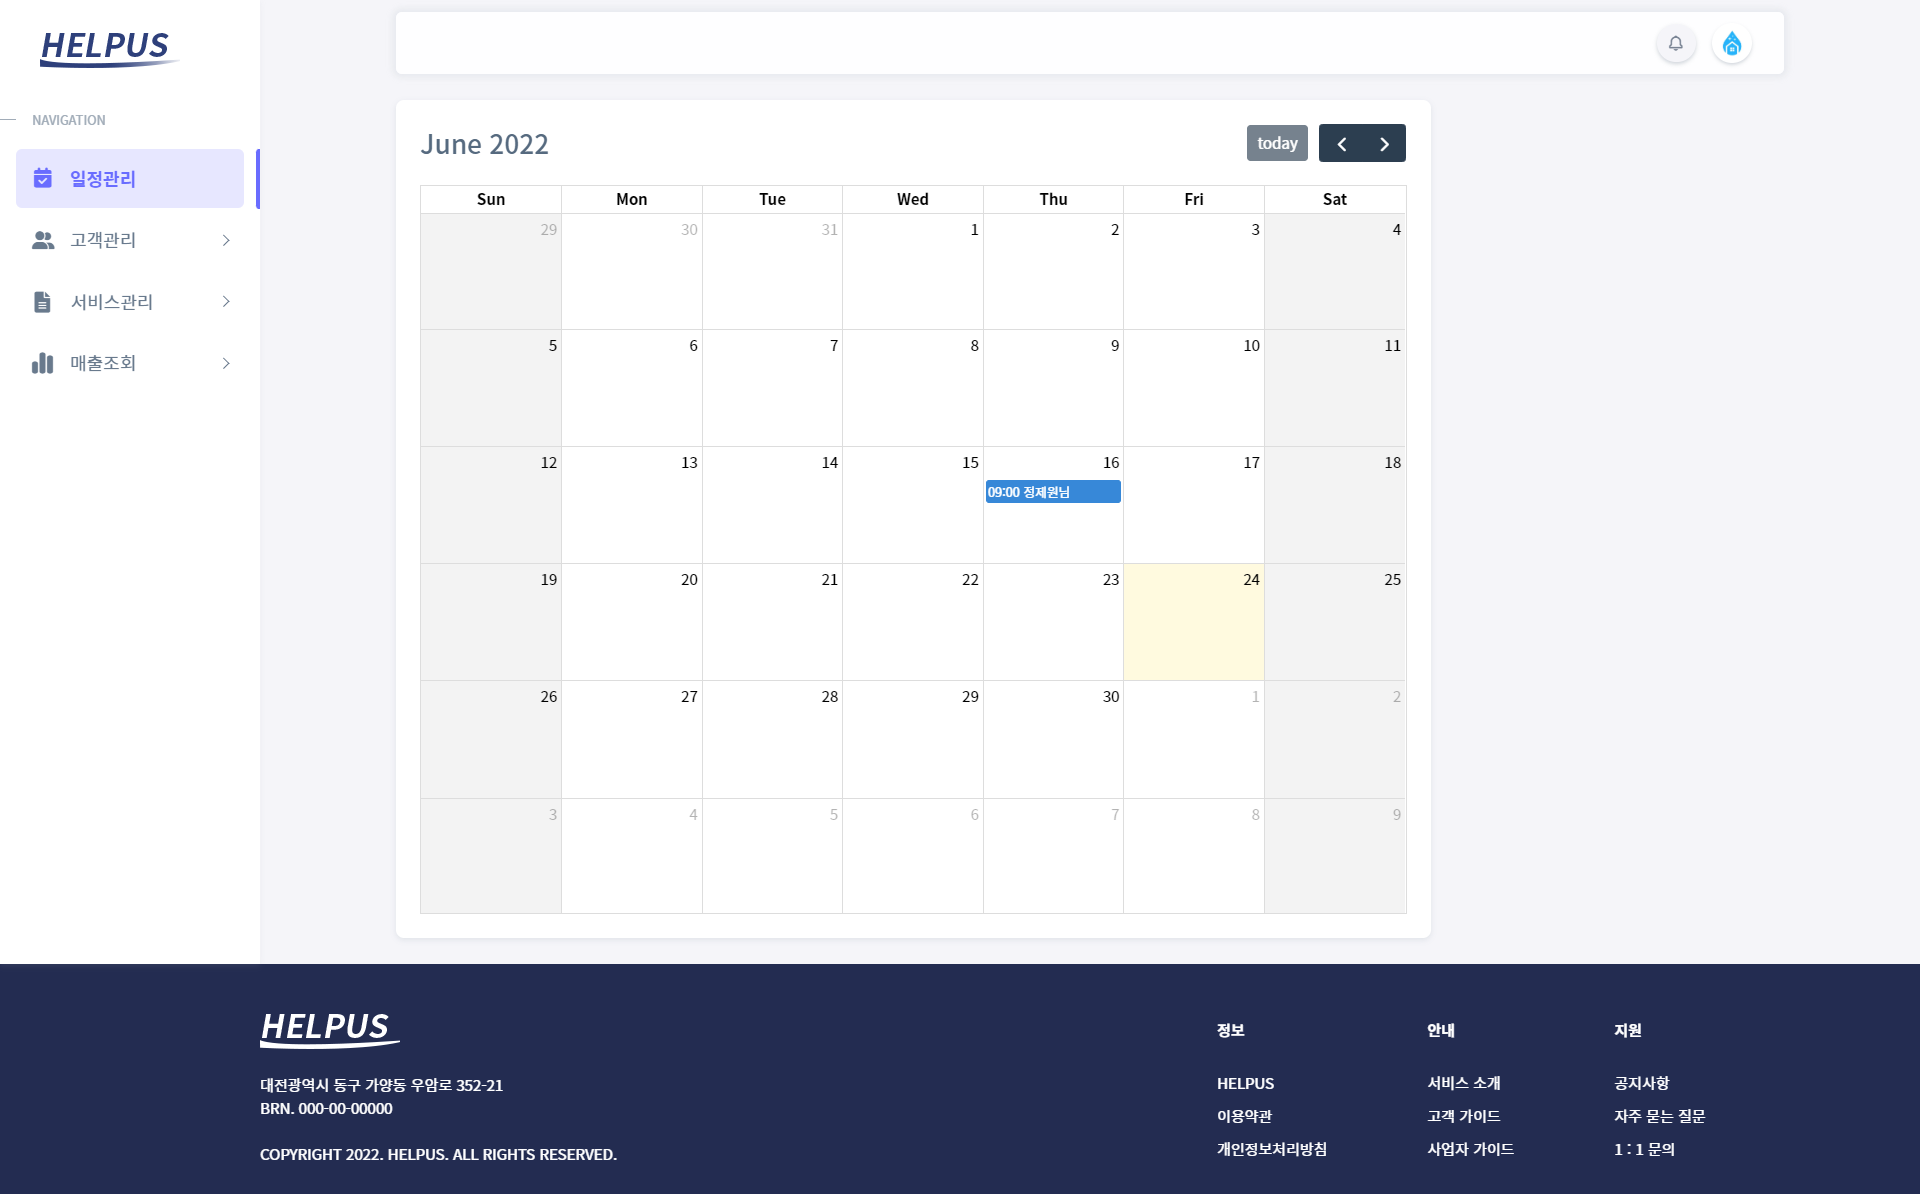 HELPUS
NAVIGATION
일정관리
고객관리
서비스관리
매출조회
June 2022
today
Sun Mon Tue Wed Thu Fri Sat
29 30 31 1 2 3 4
5 6 7 8 9 10 11
12 13 14 15 16 17 18
09:00 정제원님
19 20 21 22 23 24 25
26 27 28 29 30 1 2
3 4 5 6 7 8 9
HELPUS
대전광역시 동구 가양동 우암로 352-21
BRN. 000-00-00000
COPYRIGHT 2022. HELPUS. ALL RIGHTS RESERVED.
정보
HELPUS
이용약관
개인정보처리방침
안내
서비스 소개
고객 가이드
사업자 가이드
지원
공지사항
자주 묻는 질문
1 : 1 문의